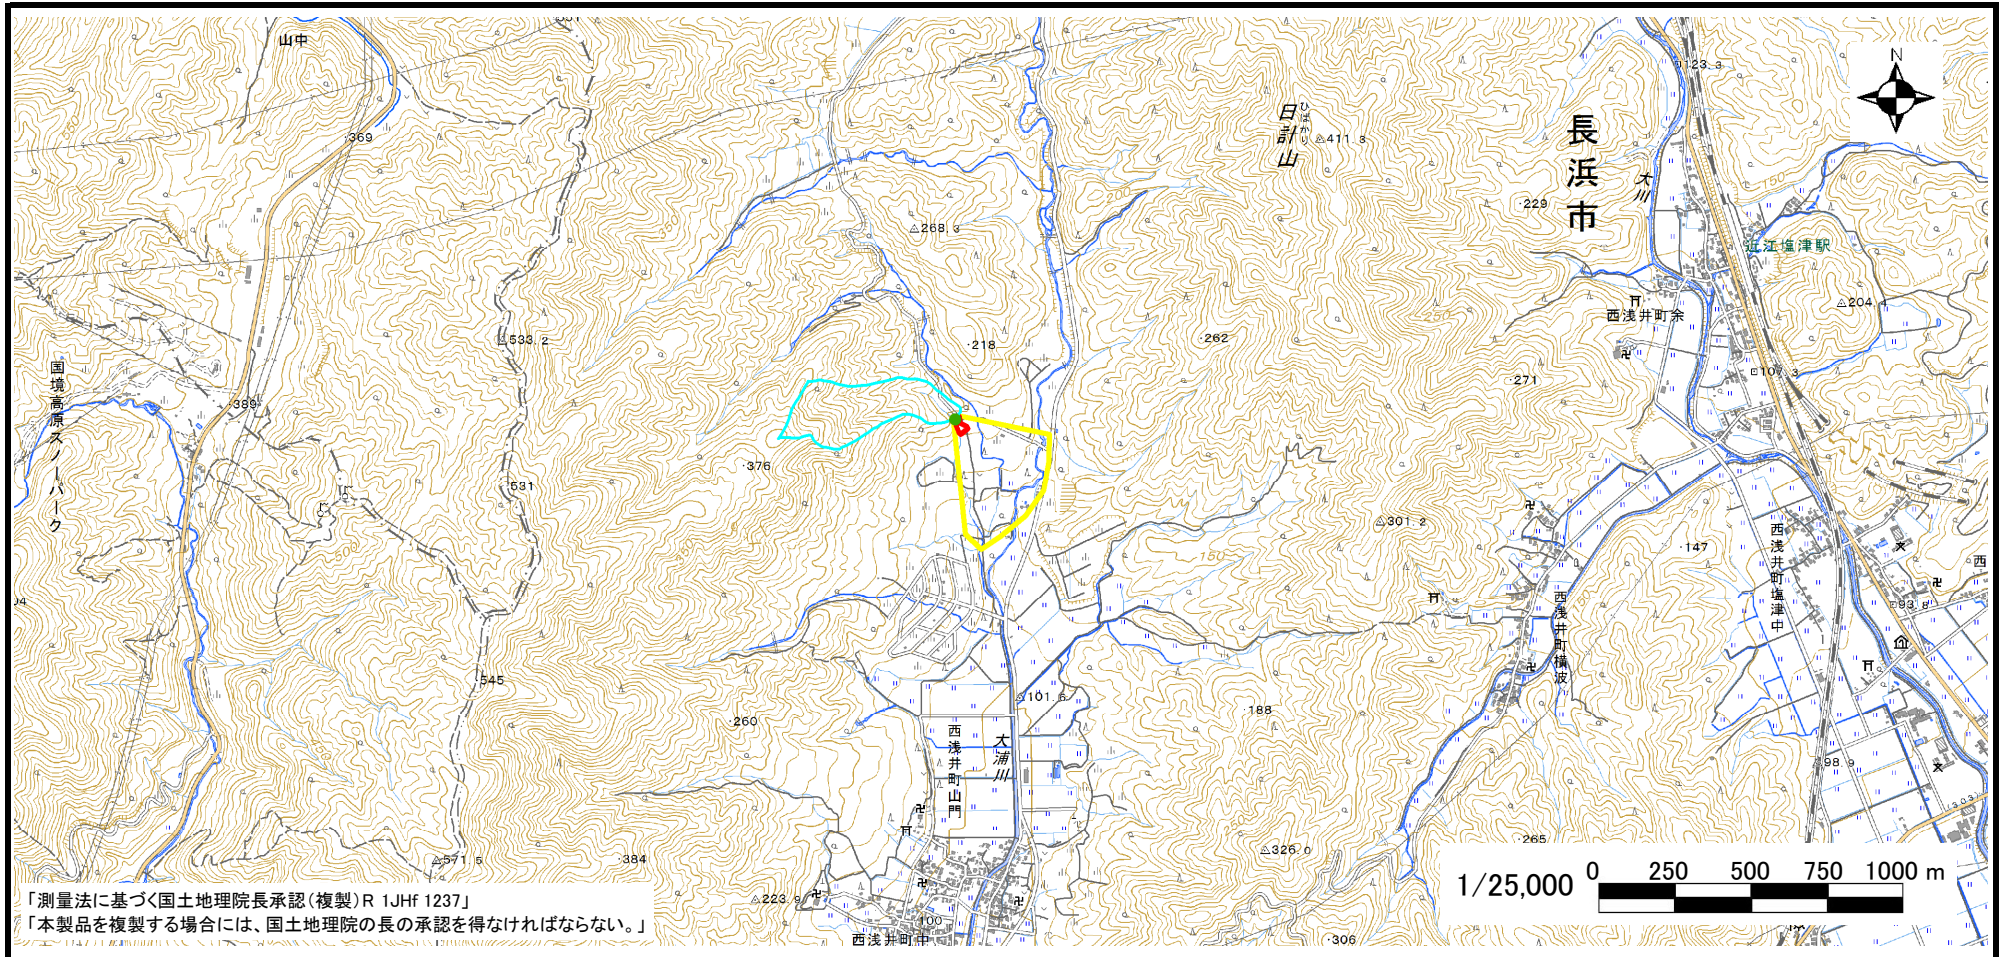 山中
123.3
N
・369
日計山
ひばかり
411.3
長浜市
大川
・229
268.3
近江塩津駅
204.4
西浅井町余
533.2
・218
・262
国境高原スノーパーク
・389
・271
107.3
・376
・531
301.2
・147
西浅井町塩津中
西
500
150
250
西浅井町横波
93.8
・545
101.6
・260
・188
西浅井町山門
大浦川
98.9
571.5
・384
326.0
・265
223.9
100
西浅井町中
・306
303
1/25,000
0 250 500 750 1000 m
「測量法に基づく国土地理院長承認(複製)R 1JHf 1237」
「本製品を複製する場合には、国土地理院の長の承認を得なければならない。」